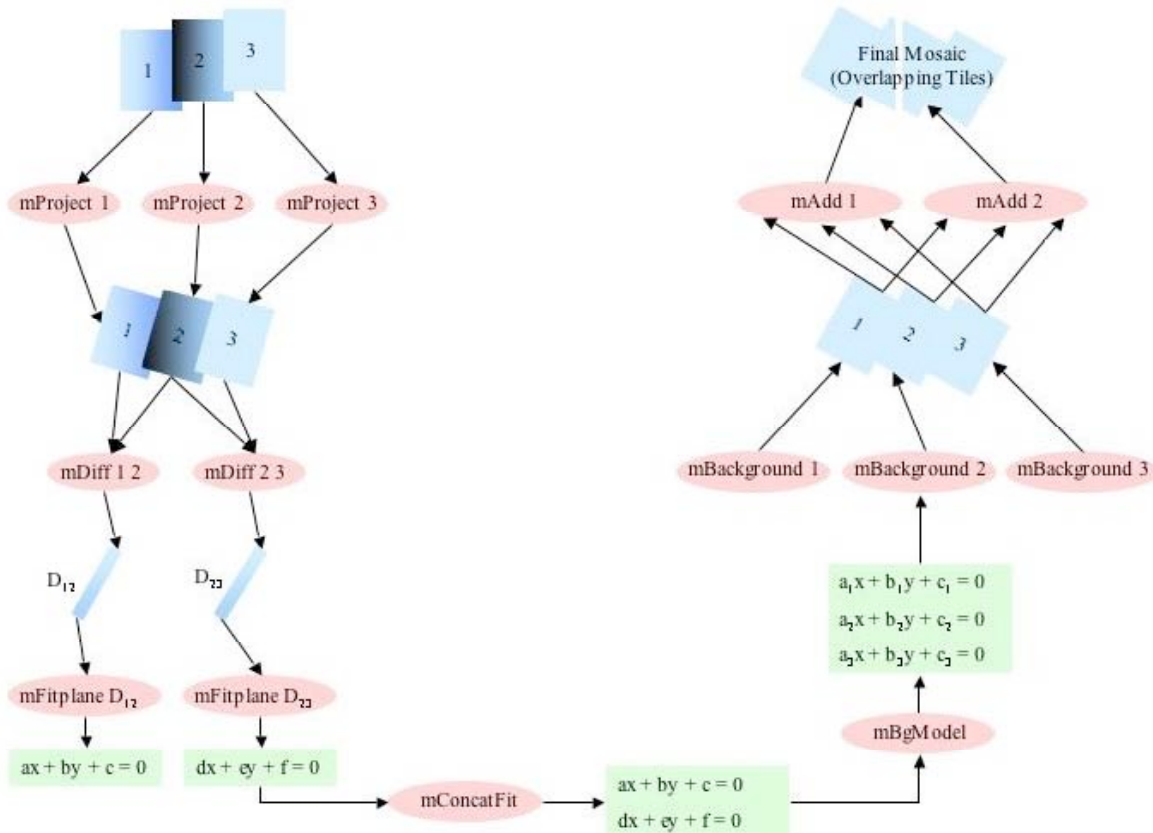 1
2
3
mProject 1
mProject 2
mProject 3
1
2
3
mDiff 1 2
mDiff 2 3
D₁₂
D₂₃
mFitplane D₁₂
mFitplane D₂₃
ax + by + c = 0
dx + ey + f = 0
mConcatFit
ax + by + c = 0
dx + ey + f = 0
mBgModel
a₁x + b₁y + c₁ = 0
a₂x + b₂y + c₂ = 0
a₃x + b₃y + c₃ = 0
mBackground 1
mBackground 2
mBackground 3
1
2
3
mAdd 1
mAdd 2
Final Mosaic
(Overlapping Tiles)